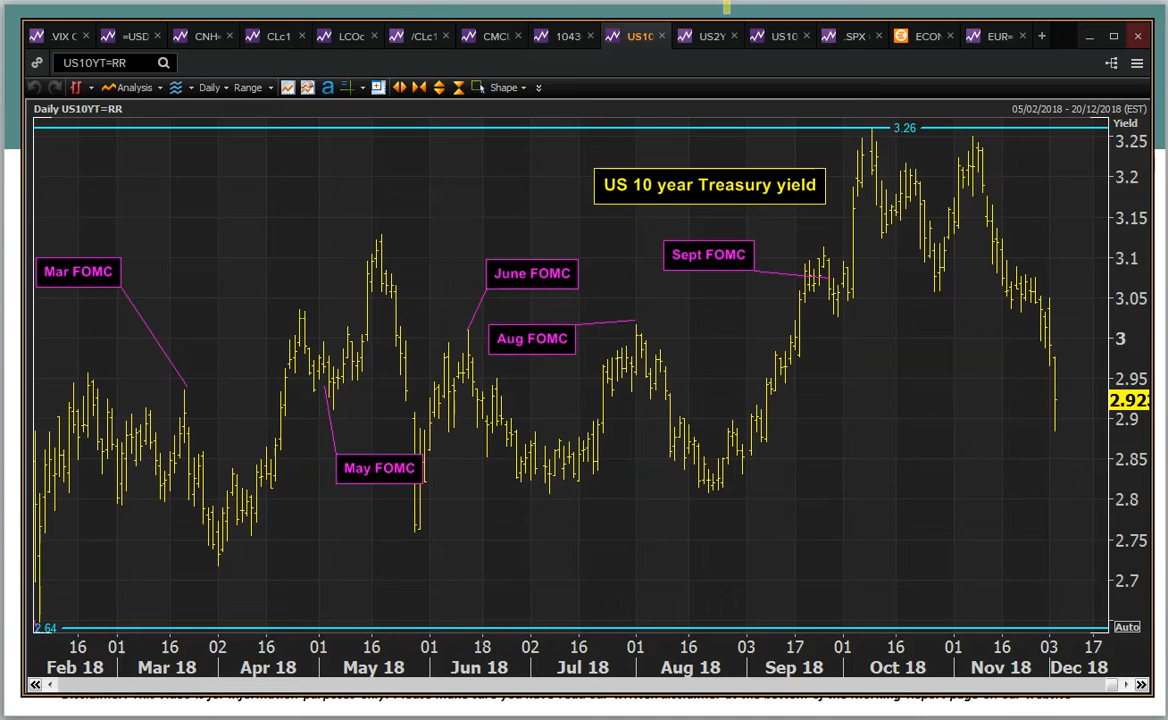 .VIX C =USD CNH= CLc1 LCOc /CLc1 CMCU 1043 US10 US2Y US10 .SPX ECON EUR=
US10YT=RR
Analysis Daily Range a Shape
Daily US10YT=RR 05/02/2018 - 20/12/2018 (EST)
Yield
3.26
3.25
US 10 year Treasury yield
3.2
3.15
Sept FOMC
3.1
Mar FOMC
June FOMC
3.05
Aug FOMC
3
2.95
2.923
2.9
May FOMC
2.85
2.8
2.75
2.7
2.64
Auto
16 01 16 02 16 01 16 01 18 02 16 01 16 03 17 01 16 01 16 03 17
Feb 18 Mar 18 Apr 18 May 18 Jun 18 Jul 18 Aug 18 Sep 18 Oct 18 Nov 18 Dec 18